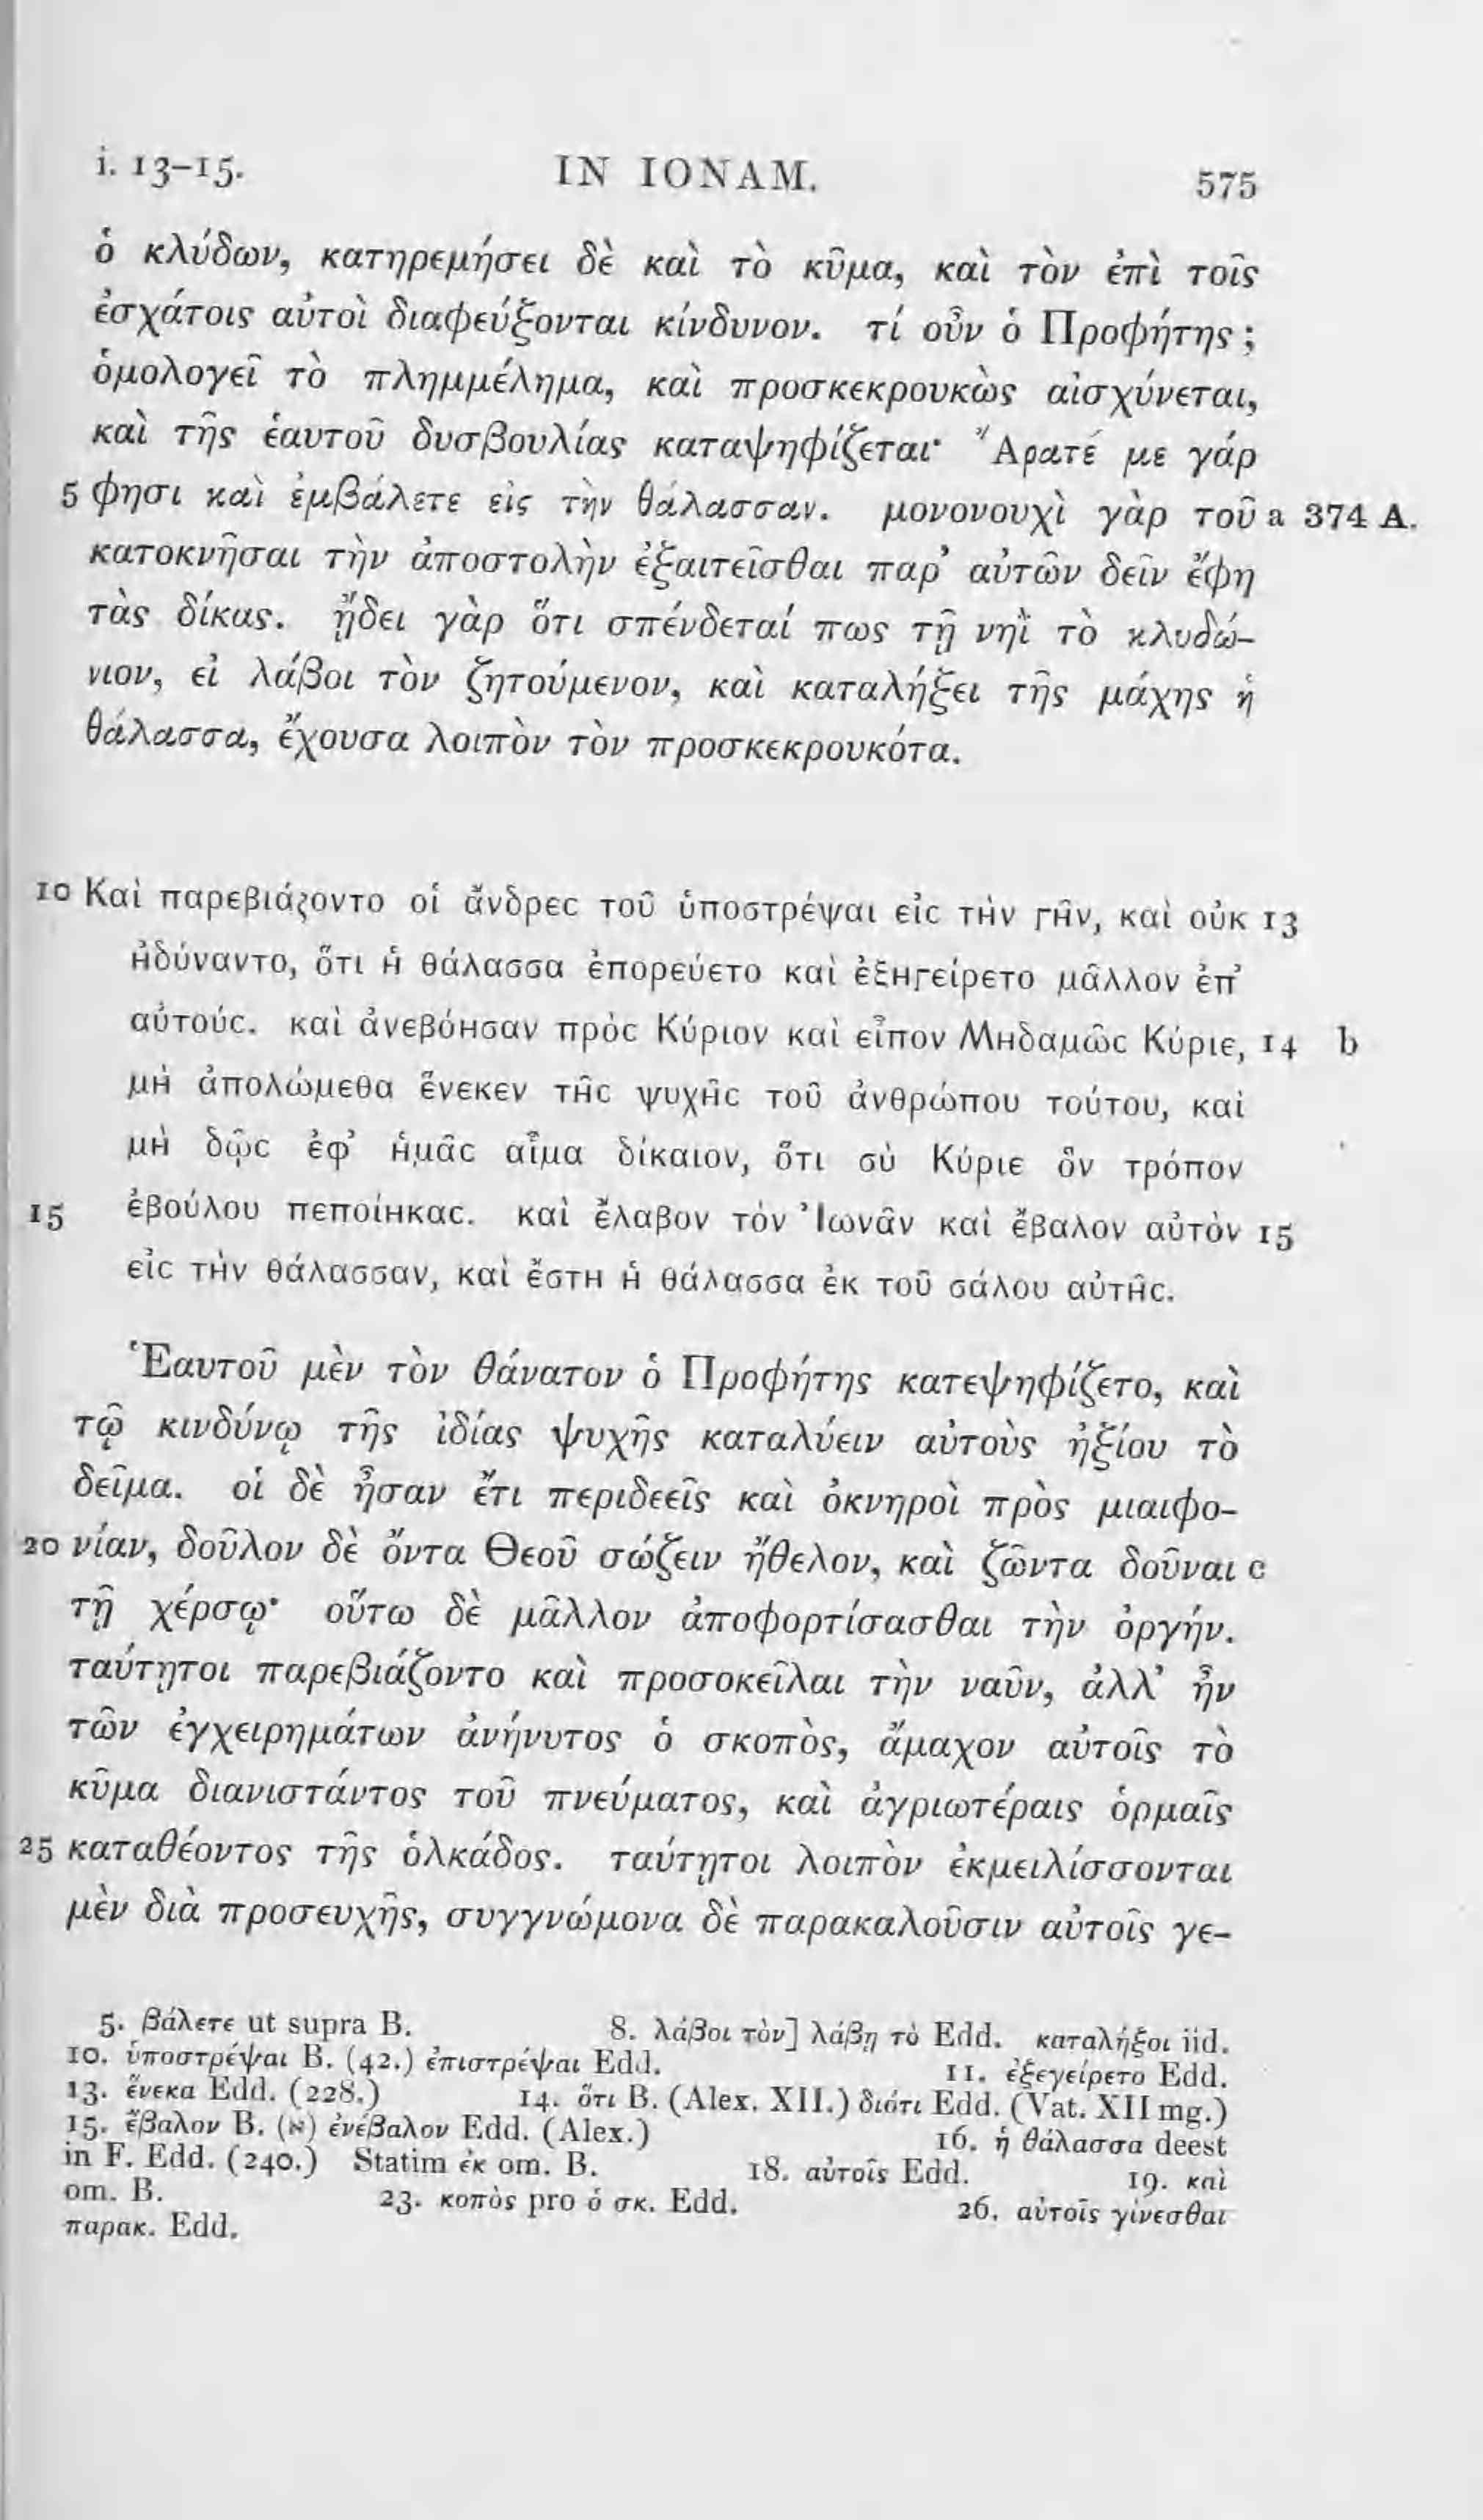 i. 13–15. IN IONAM. 575
ὁ κλύδων, κατηρεμήσει δὲ καὶ τὸ κῦμα, καὶ τὸν ἐπὶ τοῖς
ἐσχάτοις αὐτοὶ διαφεύξονται κίνδυνον. τί οὖν ὁ Προφήτης ;
ὁμολογεῖ τὸ πλημμέλημα, καὶ προσκεκρουκὼς αἰσχύνεται,
καὶ τῆς ἑαυτοῦ δυσβουλίας καταψηφίζεται· Ἄρατέ με γάρ
5 φησι καὶ ἐμβάλετε εἰς τὴν θάλασσαν. μονονουχὶ γὰρ τοῦ a 374 A.
κατοκνῆσαι τὴν ἀποστολὴν ἐξαιτεῖσθαι παρ’ αὐτῶν δεῖν ἔφη
τὰς δίκας. ᾔδει γὰρ ὅτι σπένδεταί πως τῇ νηῒ τὸ κλυδώ-
νιον, εἰ λάβοι τὸν ζητούμενον, καὶ καταλήξει τῆς μάχης ἡ
θάλασσα, ἔχουσα λοιπὸν τὸν προσκεκρουκότα.
10 Καὶ παρεβιάζοντο οἱ ἄνδρες τοῦ ὑποστρέψαι εἰς τὴν γῆν, καὶ οὐκ 13
ἠδύναντο, ὅτι ἡ θάλασσα ἐπορεύετο καὶ ἐξηγείρετο μᾶλλον ἐπ’
αὐτούς. καὶ ἀνεβόησαν πρὸς Κύριον καὶ εἶπον Μηδαμῶς Κύριε, 14 b
μὴ ἀπολώμεθα ἕνεκεν τῆς ψυχῆς τοῦ ἀνθρώπου τούτου, καὶ
μὴ δῷς ἐφ’ ἡμᾶς αἷμα δίκαιον, ὅτι σὺ Κύριε ὃν τρόπον
15 ἐβούλου πεποίηκας. καὶ ἔλαβον τὸν Ἰωνᾶν καὶ ἔβαλον αὐτὸν 15
εἰς τὴν θάλασσαν, καὶ ἔστη ἡ θάλασσα ἐκ τοῦ σάλου αὐτῆς.
Ἑαυτοῦ μὲν τὸν θάνατον ὁ Προφήτης κατεψηφίζετο, καὶ
τῷ κινδύνῳ τῆς ἰδίας ψυχῆς καταλύειν αὐτοὺς ἠξίου τὸ
δεῖμα. οἱ δὲ ἦσαν ἔτι περιδεεῖς καὶ ὀκνηροὶ πρὸς μιαιφο-
20 νίαν, δοῦλον δὲ ὄντα Θεοῦ σώζειν ἤθελον, καὶ ζῶντα δοῦναι c
τῇ χέρσῳ· οὕτω δὲ μᾶλλον ἀποφορτίσασθαι τὴν ὀργήν.
ταύτῃτοι παρεβιάζοντο καὶ προσοκεῖλαι τὴν ναῦν, ἀλλ’ ἦν
τῶν ἐγχειρημάτων ἀνήνυτος ὁ σκοπὸς, ἄμαχον αὐτοῖς τὸ
κῦμα διανιστάντος τοῦ πνεύματος, καὶ ἀγριωτέραις ὁρμαῖς
25 καταθέοντος τῆς ὁλκάδος. ταύτῃτοι λοιπὸν ἐκμειλίσσονται
μὲν διὰ προσευχῆς, συγγνώμονα δὲ παρακαλοῦσιν αὐτοῖς γε-
5. βάλετε ut supra B. 8. λάβοι τὸν] λάβῃ τὸ Edd. καταλήξοι iid.
10. ὑποστρέψαι B. (42.) ἐπιστρέψαι Edd. 11. ἐξεγείρετο Edd.
13. ἕνεκα Edd. (228.) 14. ὅτι B. (Alex. XII.) διότι Edd. (Vat. XII mg.)
15. ἔβαλον B. (א) ἐνέβαλον Edd. (Alex.) 16. ἡ θάλασσα deest
in F. Edd. (240.) Statim ἐκ om. B. 18. αὐτοῖς Edd. 19. καὶ
om. B. 23. κοπὸς pro ὁ σκ. Edd. 26. αὐτοῖς γίνεσθαι
παρακ. Edd.